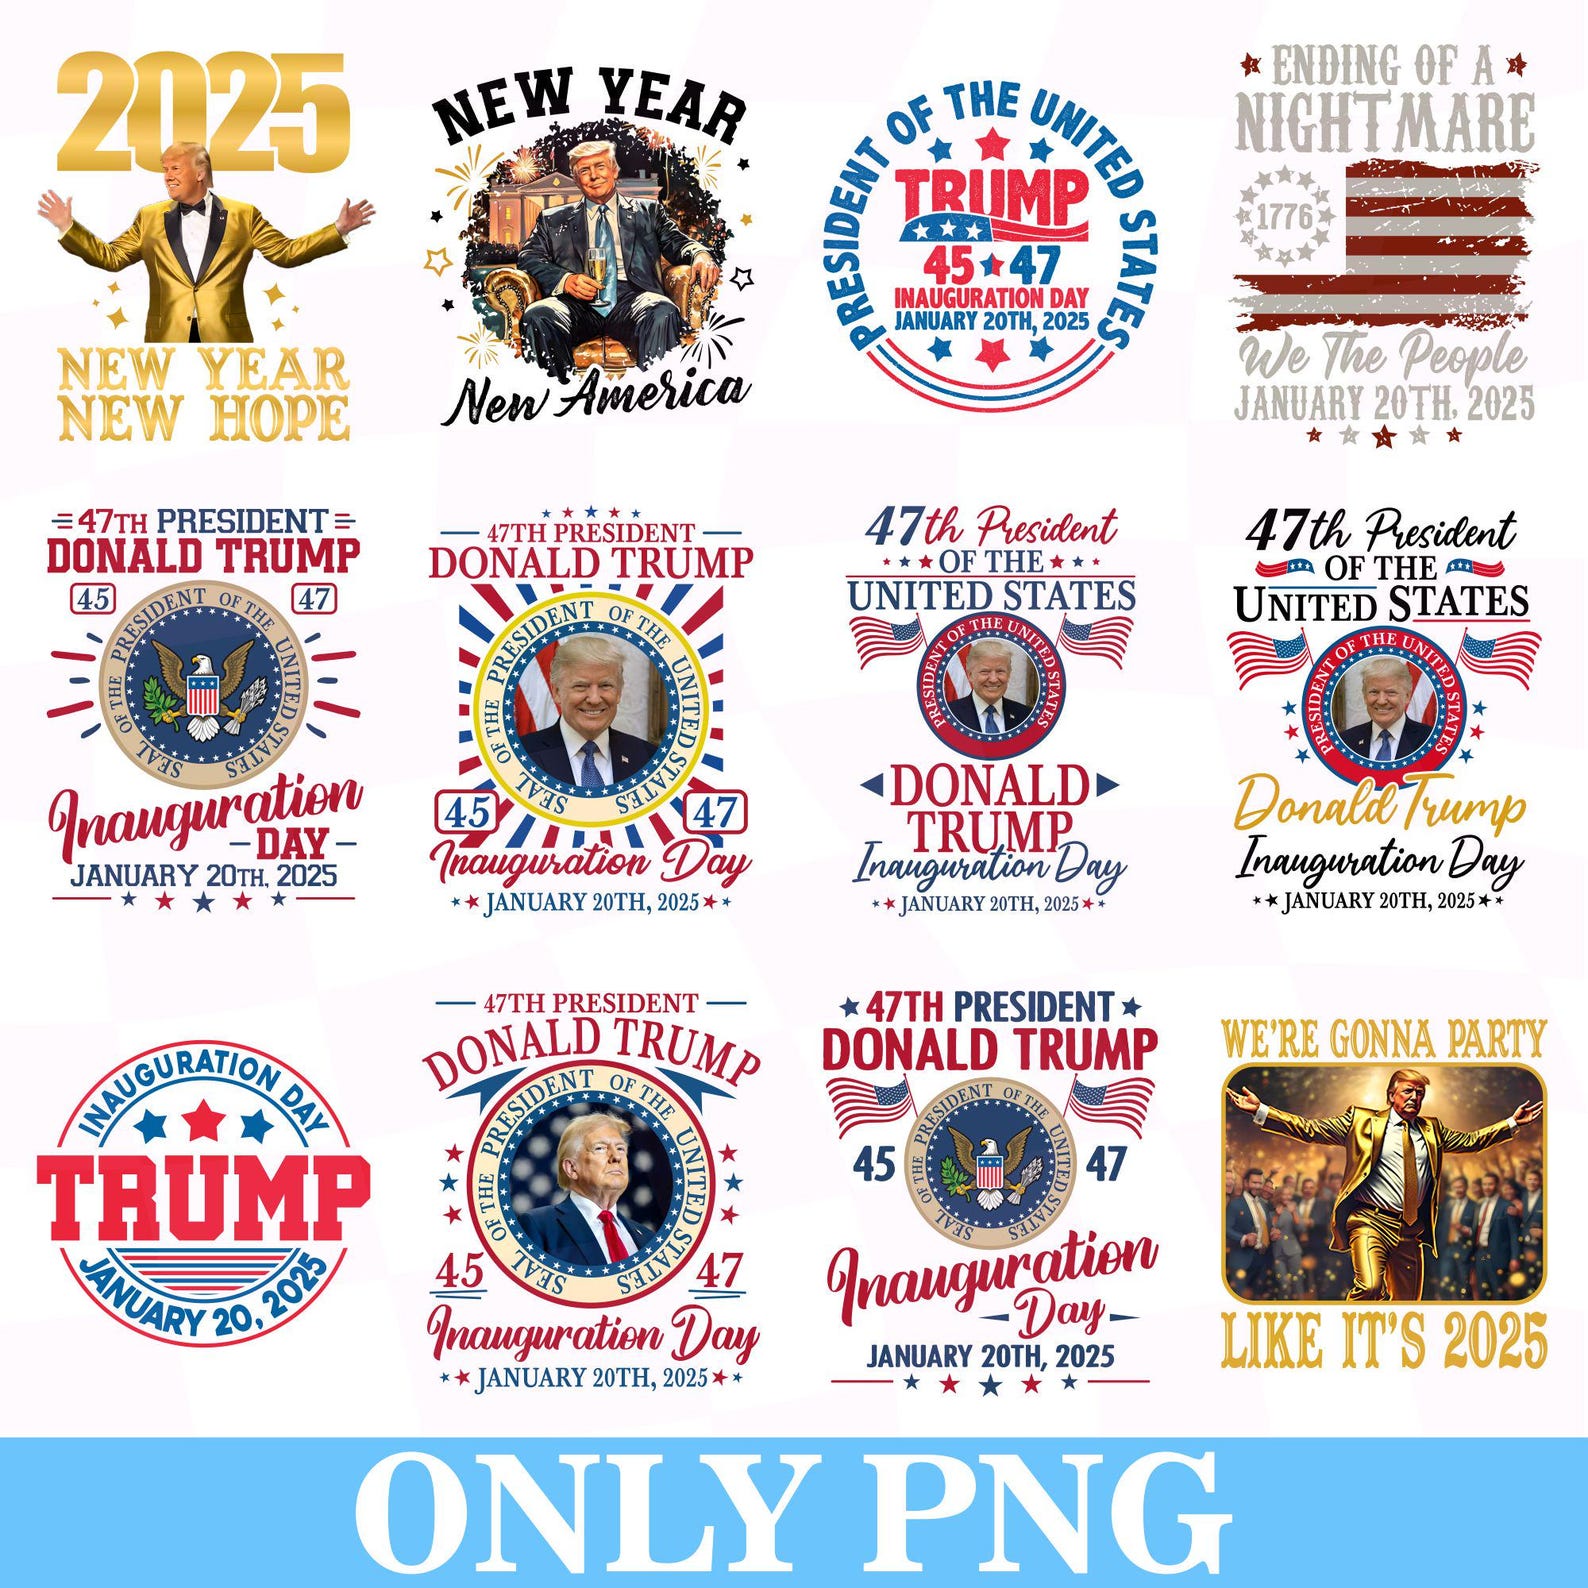 2025
NEW YEAR
NEW HOPE
NEW YEAR
New America
PRESIDENT OF THE UNITED STATES
TRUMP
45 47
INAUGURATION DAY
JANUARY 20TH, 2025
ENDING OF A
NIGHTMARE
1776
We The People
JANUARY 20TH, 2025
47TH PRESIDENT
DONALD TRUMP
45 47
SEAL OF THE PRESIDENT OF THE UNITED STATES
Inauguration
DAY
JANUARY 20TH, 2025
47TH PRESIDENT
DONALD TRUMP
SEAL OF THE PRESIDENT OF THE UNITED STATES
45 47
Inauguration Day
JANUARY 20TH, 2025
47th President
OF THE
UNITED STATES
PRESIDENT OF THE UNITED STATES
DONALD
TRUMP
Inauguration Day
JANUARY 20TH, 2025
47th President
OF THE
UNITED STATES
PRESIDENT OF THE UNITED STATES
Donald Trump
Inauguration Day
JANUARY 20TH, 2025
INAUGURATION DAY
TRUMP
JANUARY 20, 2025
47TH PRESIDENT
DONALD TRUMP
SEAL OF THE PRESIDENT OF THE UNITED STATES
45 47
Inauguration Day
JANUARY 20TH, 2025
47TH PRESIDENT
DONALD TRUMP
SEAL OF THE PRESIDENT OF THE UNITED STATES
45 47
Inauguration
Day
JANUARY 20TH, 2025
WE'RE GONNA PARTY
LIKE IT'S 2025
ONLY PNG